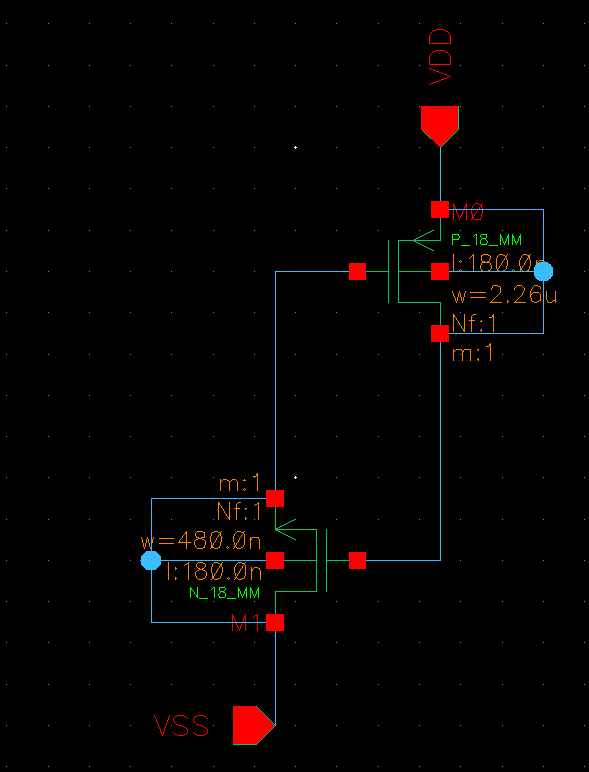 VDD
M0
P_18_MM
l:180.0n
w=2.26u
Nf:1
m:1
m:1
Nf:1
w=480.0n
l:180.0n
N_18_MM
M1
VSS